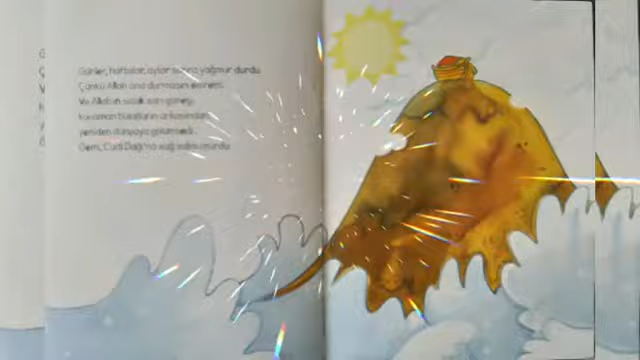 Günler, haftalar, aylar sonra yağmur durdu.
Çünkü Allah ona durmasını emretti.
Ve Allah'ın sıcak sarı güneşi,
kocaman bulutların arkasından
yeniden dünyaya gülümsedi.
Gemi, Cudi Dağı'na sağ salim kondu.